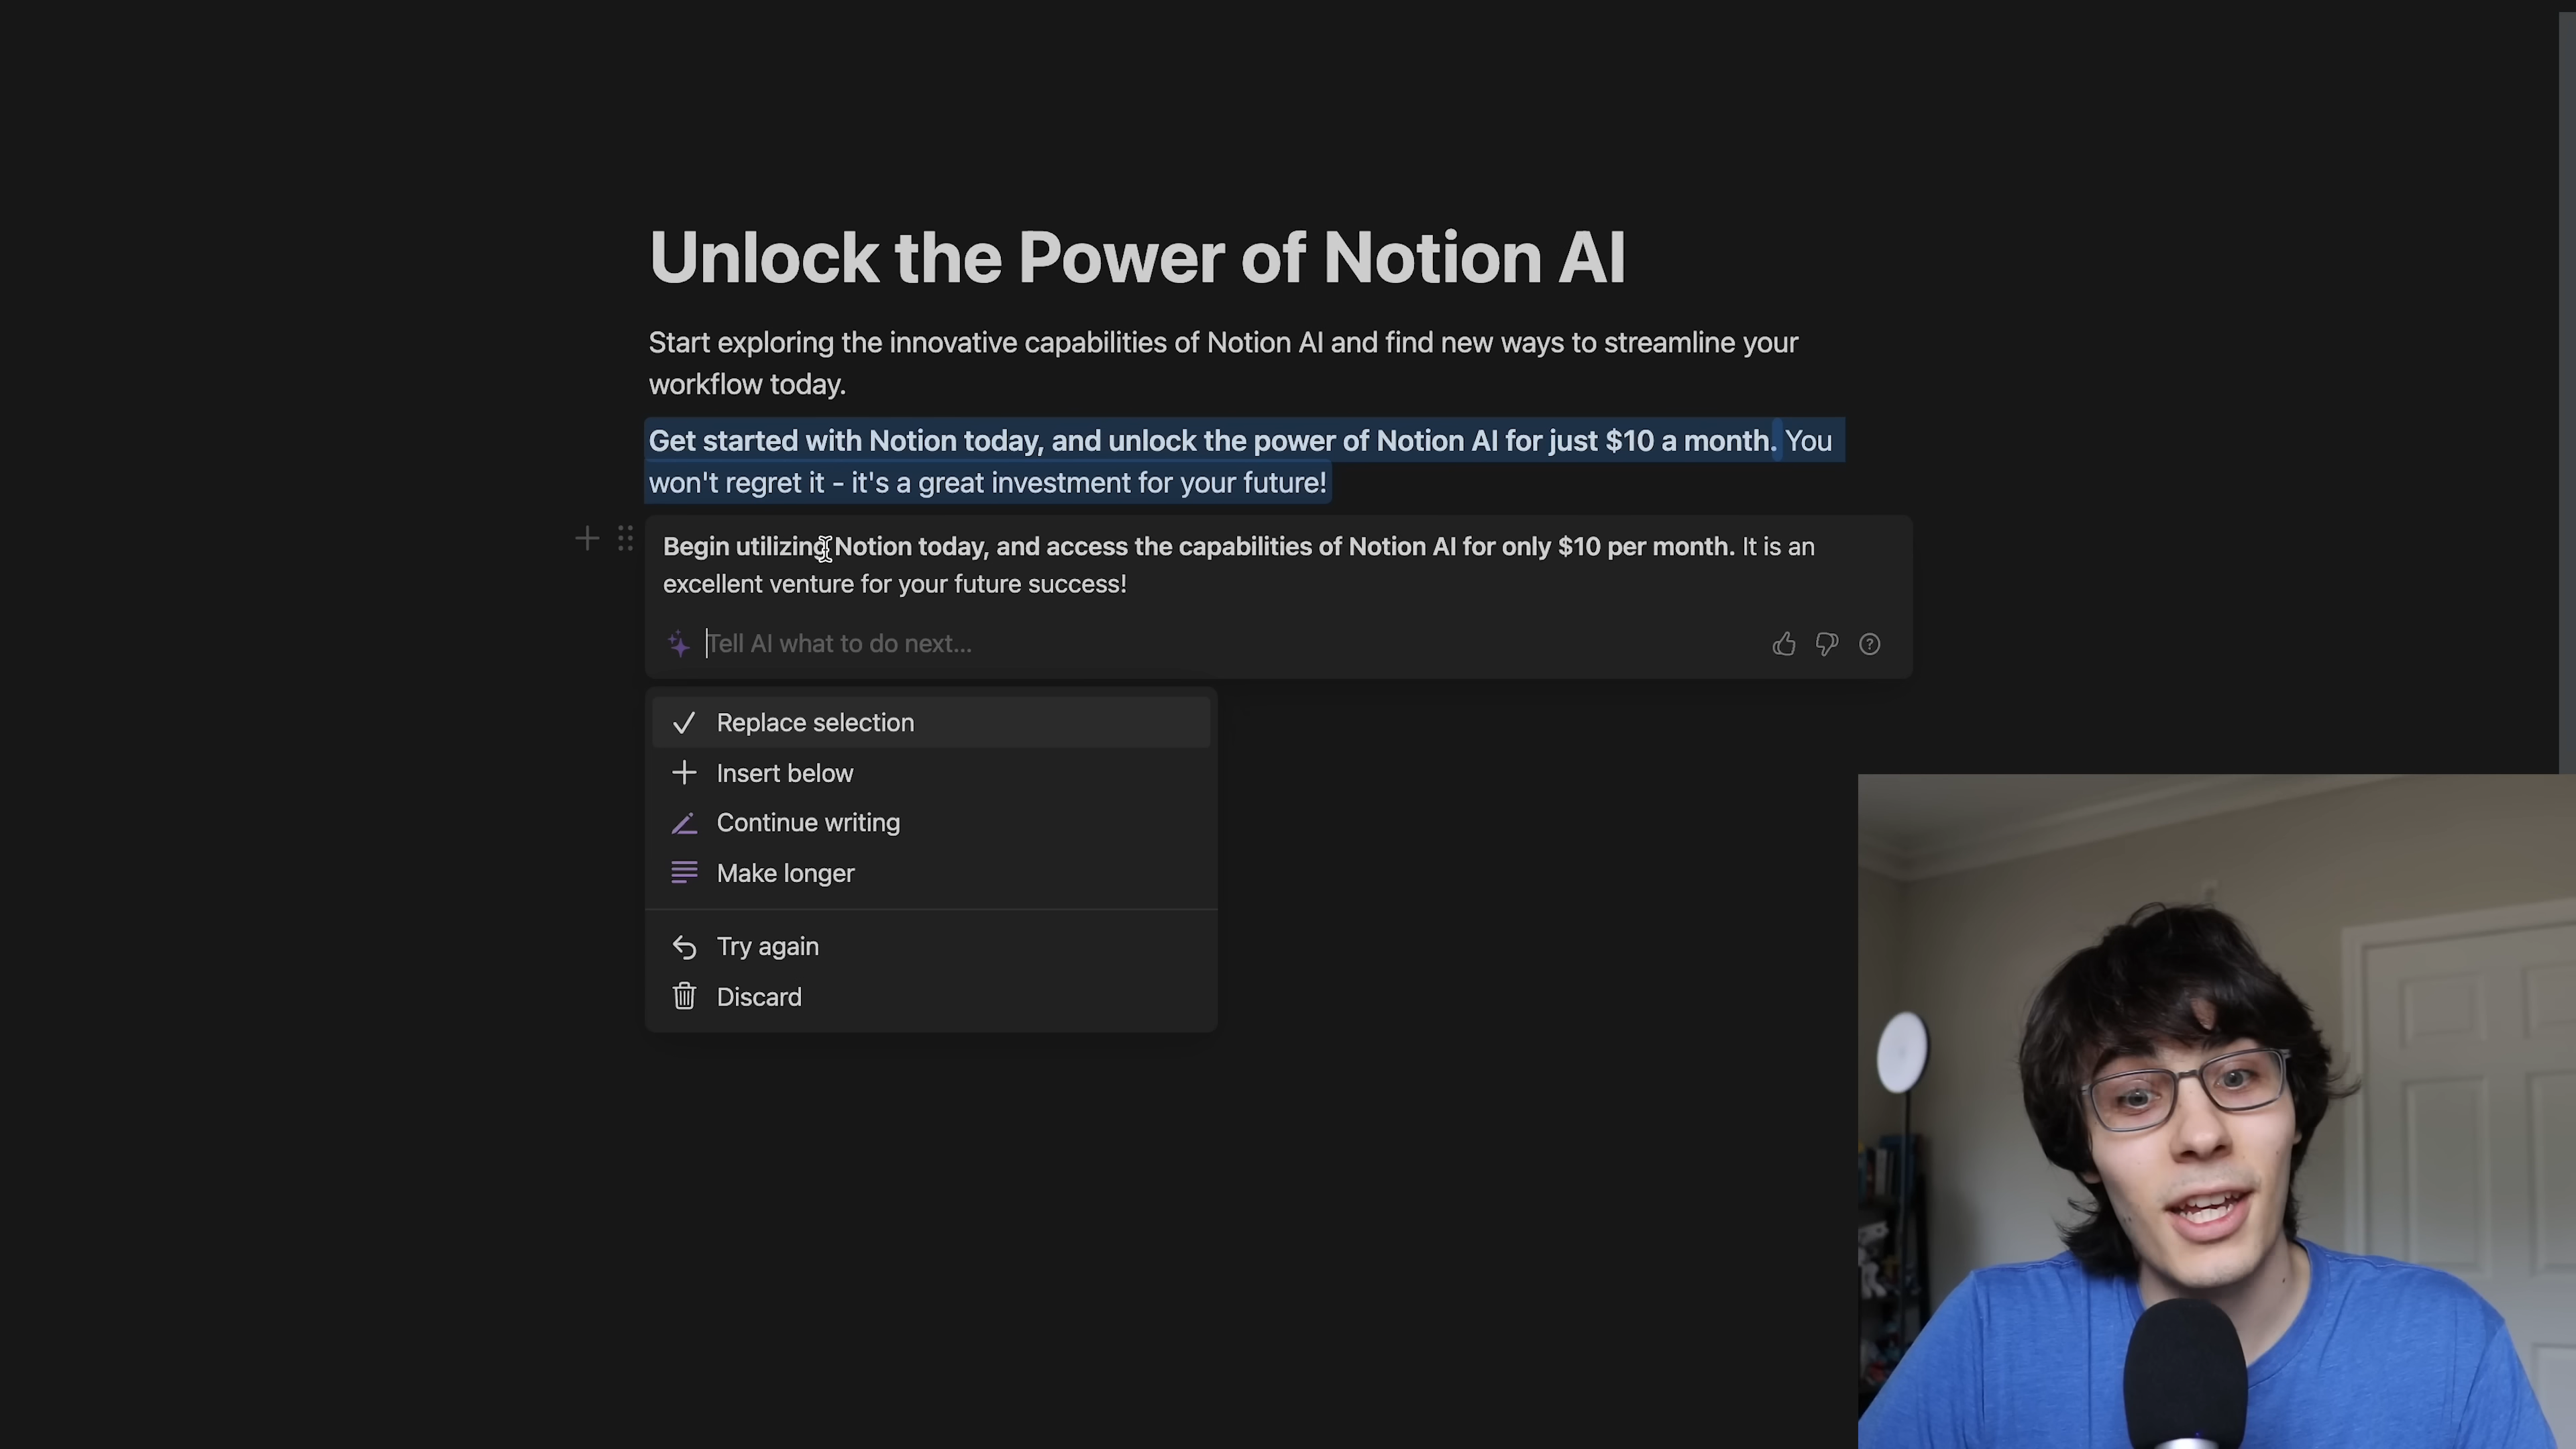 Unlock the Power of Notion AI
Start exploring the innovative capabilities of Notion AI and find new ways to streamline your
workflow today.
Get started with Notion today, and unlock the power of Notion AI for just $10 a month. You
won't regret it - it's a great investment for your future!
Begin utilizing Notion today, and access the capabilities of Notion AI for only $10 per month. It is an
excellent venture for your future success!
Tell AI what to do next...
Replace selection
Insert below
Continue writing
Make longer
Try again
Discard